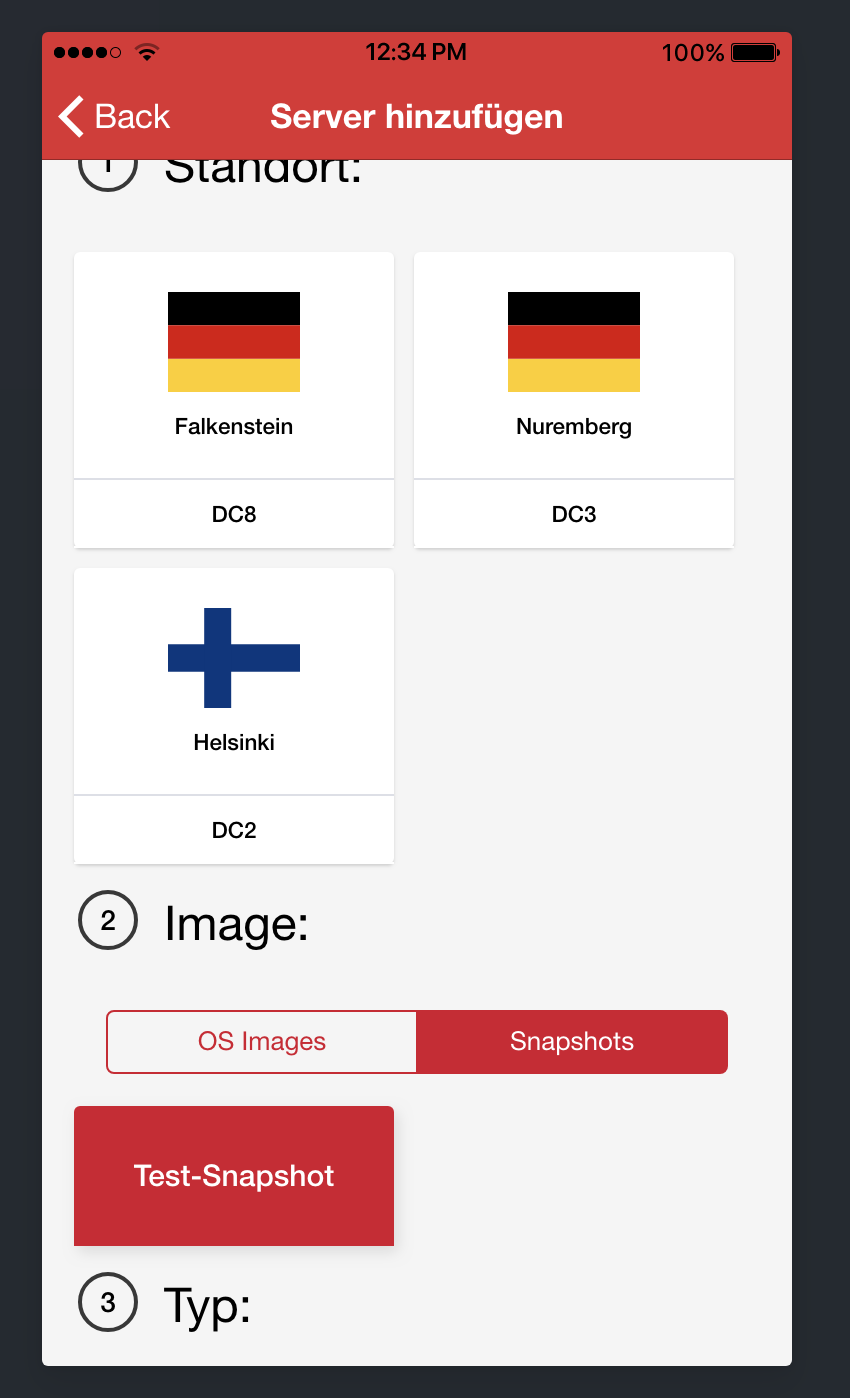 12:34 PM 100%
Back Server hinzufügen
1 Standort:
Falkenstein Nuremberg
DC8 DC3
Helsinki
DC2
2 Image:
OS Images Snapshots
Test-Snapshot
3 Typ: